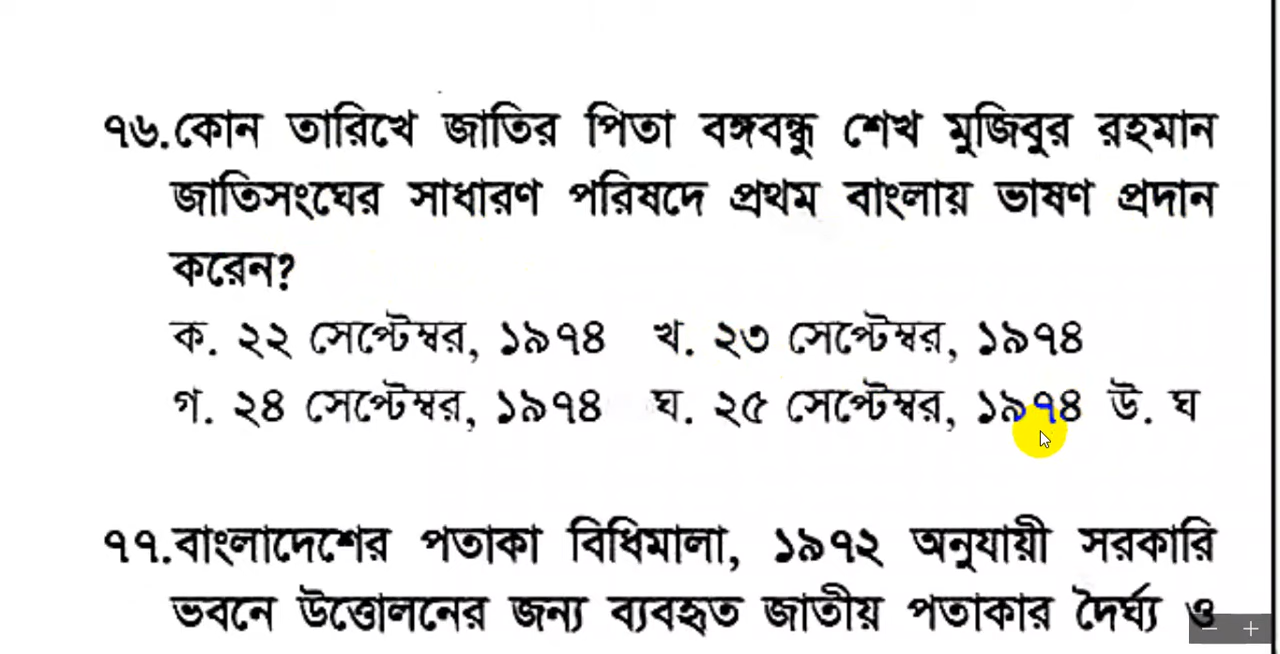 ৭৬.কোন তারিখে জাতির পিতা বঙ্গবন্ধু শেখ মুজিবুর রহমান
জাতিসংঘের সাধারণ পরিষদে প্রথম বাংলায় ভাষণ প্রদান
করেন?
ক. ২২ সেপ্টেম্বর, ১৯৭৪ খ. ২৩ সেপ্টেম্বর, ১৯৭৪
গ. ২৪ সেপ্টেম্বর, ১৯৭৪ ঘ. ২৫ সেপ্টেম্বর, ১৯৭৪ উ. ঘ
৭৭.বাংলাদেশের পতাকা বিধিমালা, ১৯৭২ অনুযায়ী সরকারি
ভবনে উত্তোলনের জন্য ব্যবহৃত জাতীয় পতাকার দৈর্ঘ্য ও